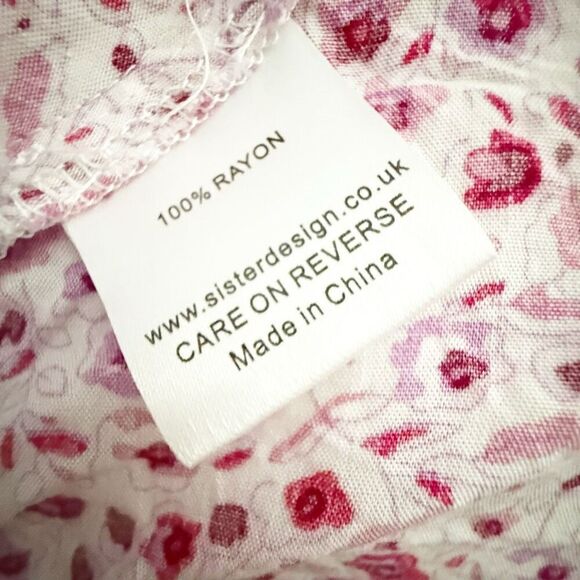 100% RAYON
www.sisterdesign.co.uk
CARE ON REVERSE
Made in China